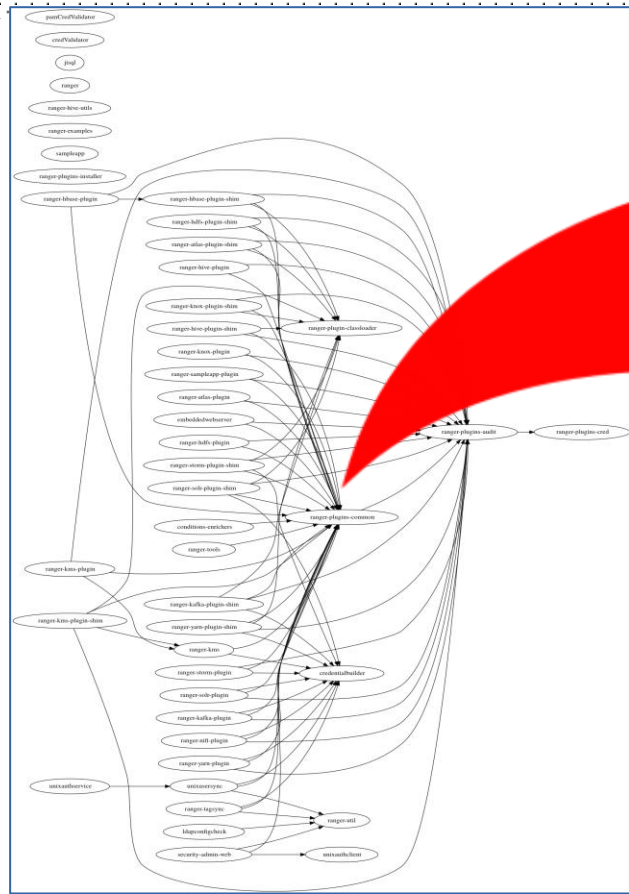 pamCredValidator
credValidator
jisql
ranger
ranger-hive-utils
ranger-examples
sampleapp
ranger-plugins-installer
ranger-hbase-plugin
ranger-hbase-plugin-shim
ranger-hdfs-plugin-shim
ranger-atlas-plugin-shim
ranger-hive-plugin
ranger-knox-plugin-shim
ranger-hive-plugin-shim
ranger-plugin-classloader
ranger-knox-plugin
ranger-sampleapp-plugin
ranger-atlas-plugin
embeddedwebserver
ranger-plugins-audit
ranger-plugins-cred
ranger-hdfs-plugin
ranger-storm-plugin-shim
ranger-solr-plugin-shim
ranger-plugins-common
conditions-enrichers
ranger-tools
ranger-kms-plugin
ranger-kafka-plugin-shim
ranger-kms-plugin-shim
ranger-yarn-plugin-shim
ranger-kms
ranger-storm-plugin
credentialbuilder
ranger-solr-plugin
ranger-kafka-plugin
ranger-nifi-plugin
ranger-yarn-plugin
unixauthservice
unixusersync
ranger-tagsync
ranger-util
ldapconfigcheck
security-admin-web
unixauthclient